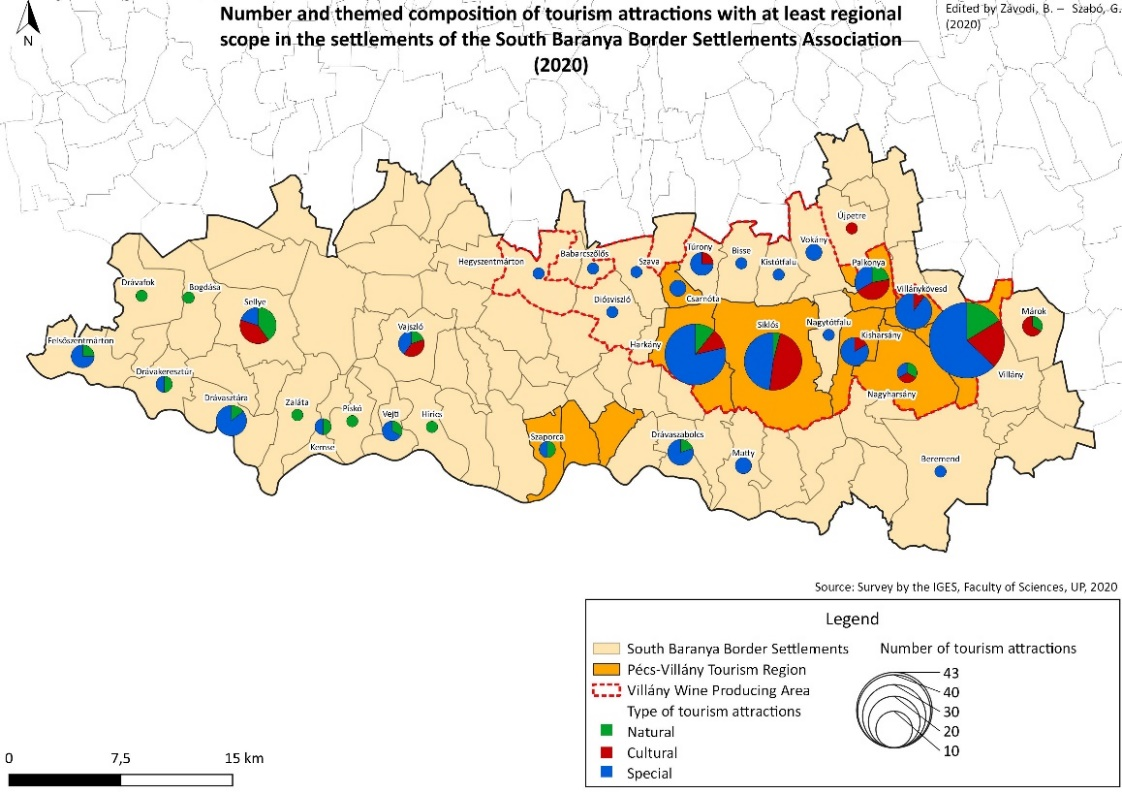 Number and themed composition of tourism attractions with at least regional
scope in the settlements of the South Baranya Border Settlements Association
(2020)
Edited by Závodi, B. – Szabó, G.
(2020)
N
Újpetre
Vokány
Túrony
Bisse
Kistótfalu
Babarcszőlős
Hegyszentmárton
Szava
Palkonya
Drávafok
Bogdása
Villánykövesd
Csarnóta
Diósviszló
Sellye
Márok
Vajszló
Siklós
Nagytótfalu
Kisharsány
Felsőszentmárton
Harkány
Villány
Drávakeresztúr
Nagyharsány
Drávasztára
Zaláta
Piskó
Vejti
Hirics
Kemse
Szaporca
Drávaszabolcs
Matty
Beremend
Source: Survey by the IGES, Faculty of Sciences, UP, 2020
Legend
South Baranya Border Settlements
Pécs-Villány Tourism Region
Villány Wine Producing Area
Type of tourism attractions
Natural
Cultural
Special
Number of tourism attractions
43
40
30
20
10
0 7,5 15 km